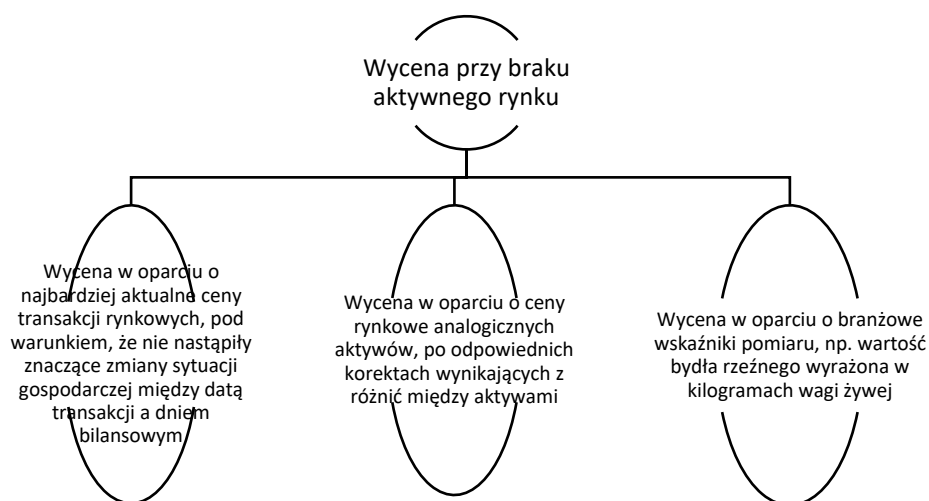 Wycena przy braku
aktywnego rynku
Wycena w oparciu o
najbardziej aktualne ceny
transakcji rynkowych, pod
warunkiem, że nie nastąpiły
znaczące zmiany sytuacji
gospodarczej między datą
transakcji a dniem
bilansowym
Wycena w oparciu o ceny
rynkowe analogicznych
aktywów, po odpowiednich
korektach wynikających z
różnić między aktywami
Wycena w oparciu o branżowe
wskaźniki pomiaru, np. wartość
bydła rzeźnego wyrażona w
kilogramach wagi żywej